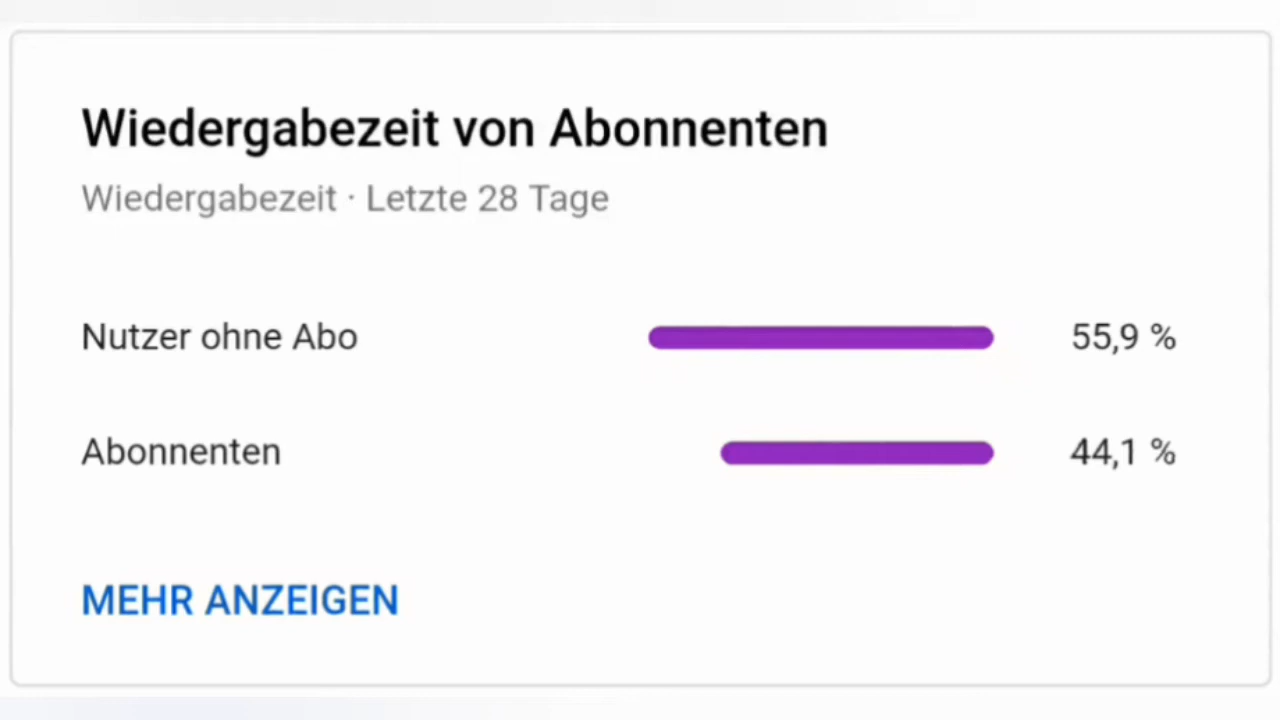 Wiedergabezeit von Abonnenten
Wiedergabezeit · Letzte 28 Tage
Nutzer ohne Abo 55,9 %
Abonnenten 44,1 %
MEHR ANZEIGEN